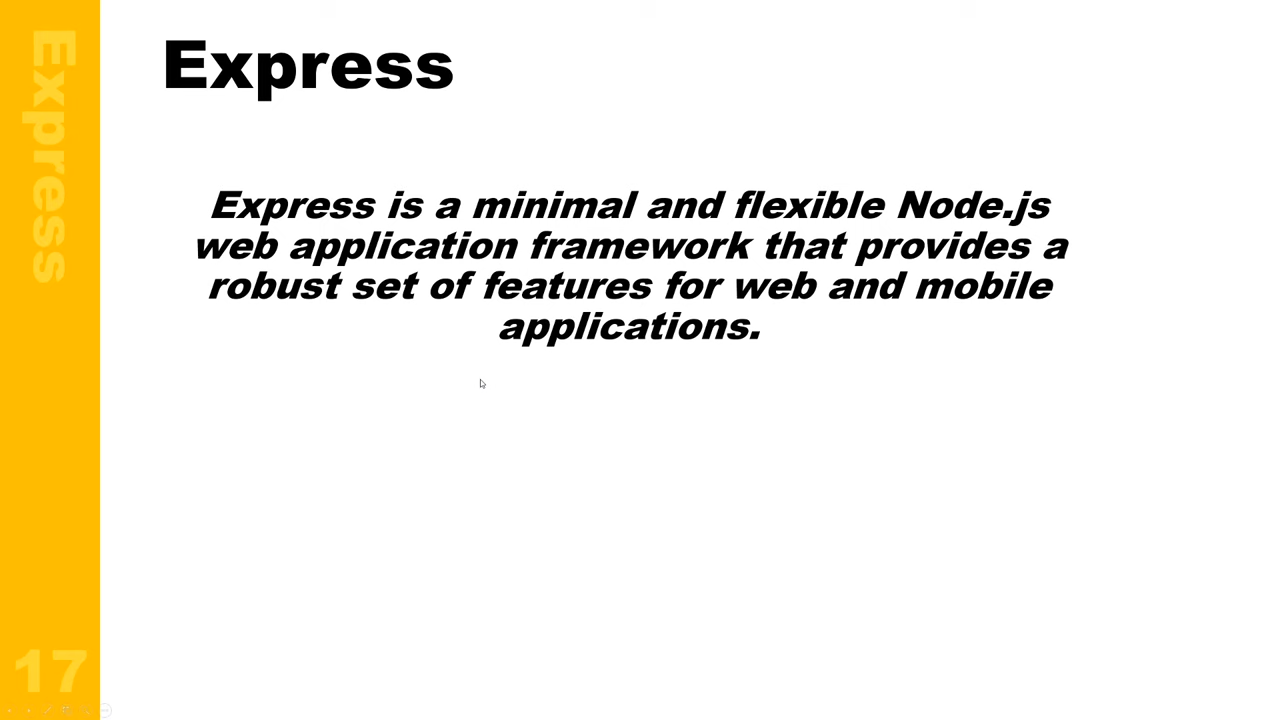 Express
Express
Express is a minimal and flexible Node.js
web application framework that provides a
robust set of features for web and mobile
applications.
17